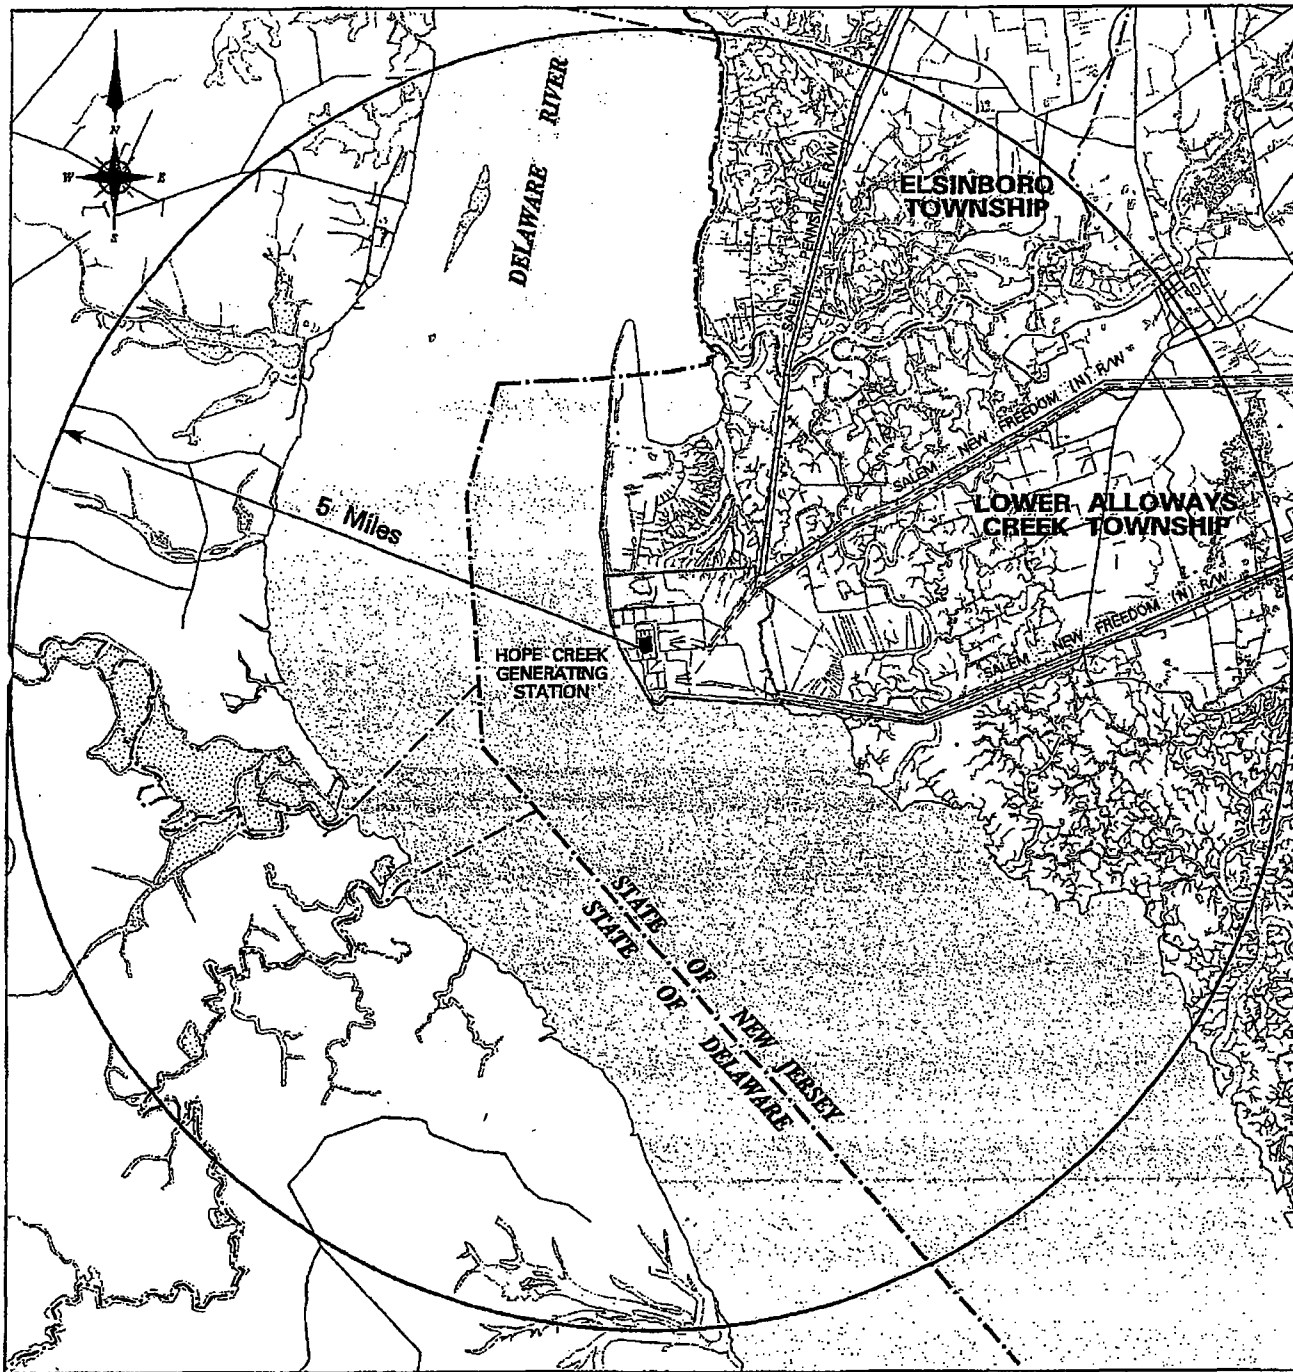 DELAWARE RIVER
N
W
E
S
ELSINBORO
TOWNSHIP
SALEM - PENNSVILLE R/W
SALEM - NEW FREEDOM (N) R/W
5 Miles
LOWER ALLOWAYS
CREEK TOWNSHIP
SALEM - NEW FREEDOM (N) R/W
HOPE CREEK
GENERATING
STATION
STATE OF NEW JERSEY
STATE OF DELAWARE